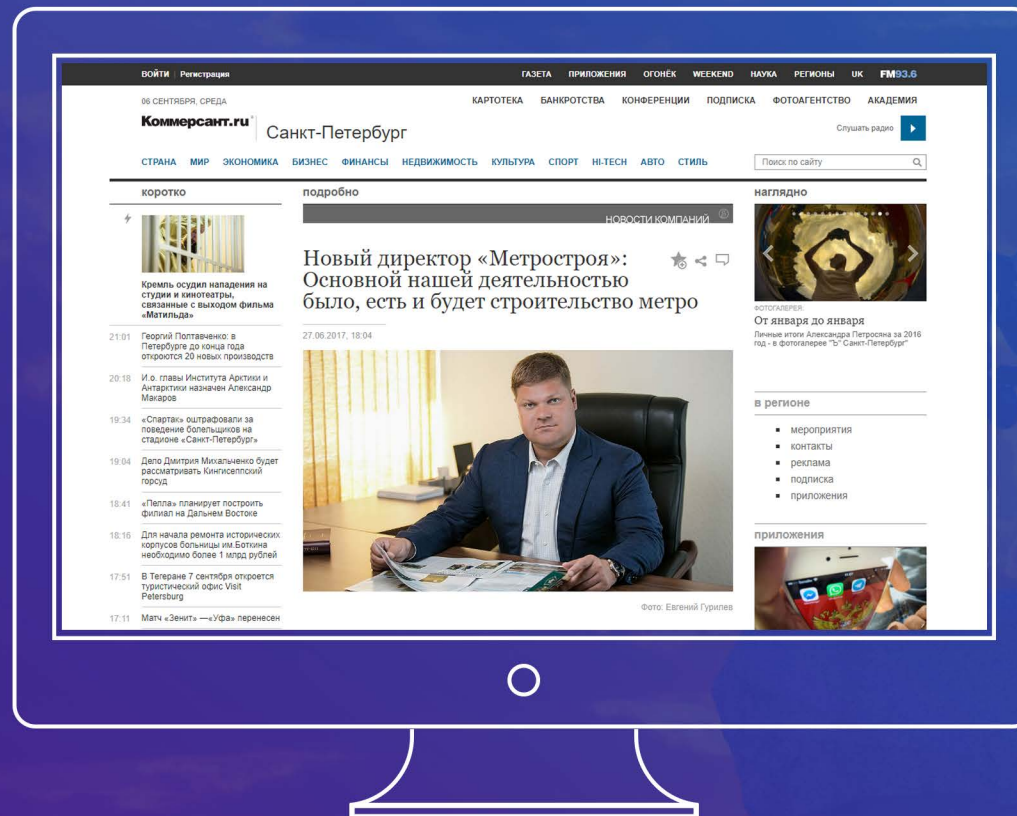 ВОЙТИ | Регистрация
ГАЗЕТА ПРИЛОЖЕНИЯ ОГОНЁК WEEKEND НАУКА РЕГИОНЫ UK FM93.6
06 СЕНТЯБРЯ, СРЕДА
КАРТОТЕКА БАНКРОТСТВА КОНФЕРЕНЦИИ ПОДПИСКА ФОТОАГЕНТСТВО АКАДЕМИЯ
Коммерсант.ru
Санкт-Петербург
Слушать радио
СТРАНА МИР ЭКОНОМИКА БИЗНЕС ФИНАНСЫ НЕДВИЖИМОСТЬ КУЛЬТУРА СПОРТ HI-TECH АВТО СТИЛЬ
Поиск по сайту
коротко
Кремль осудил нападения на
студии и кинотеатры,
связанные с выходом фильма
«Матильда»
21:01 Георгий Полтавченко: в
Петербурге до конца года
откроются 20 новых производств
20:18 И.о. главы Института Арктики и
Антарктики назначен Александр
Макаров
19:34 «Спартак» оштрафовали за
поведение болельщиков на
стадионе «Санкт-Петербург»
19:04 Дело Дмитрия Михальченко будет
рассматривать Кингисеппский
горсуд
18:41 «Пелла» планирует построить
филиал на Дальнем Востоке
18:16 Для начала ремонта исторических
корпусов больницы им.Боткина
необходимо более 1 млрд рублей
17:51 В Тегеране 7 сентября откроется
туристический офис Visit
Petersburg
17:11 Матч «Зенит» —«Уфа» перенесен
подробно
НОВОСТИ КОМПАНИЙ
Новый директор «Метростроя»:
Основной нашей деятельностью
было, есть и будет строительство метро
27.06.2017, 18:04
Фото: Евгений Гурилев
наглядно
ФОТОГАЛЕРЕЯ:
От января до января
Личные итоги Александра Петросяна за 2016
год - в фотогалерее "Ъ" Санкт-Петербург"
в регионе
мероприятия
контакты
реклама
подписка
приложения
приложения